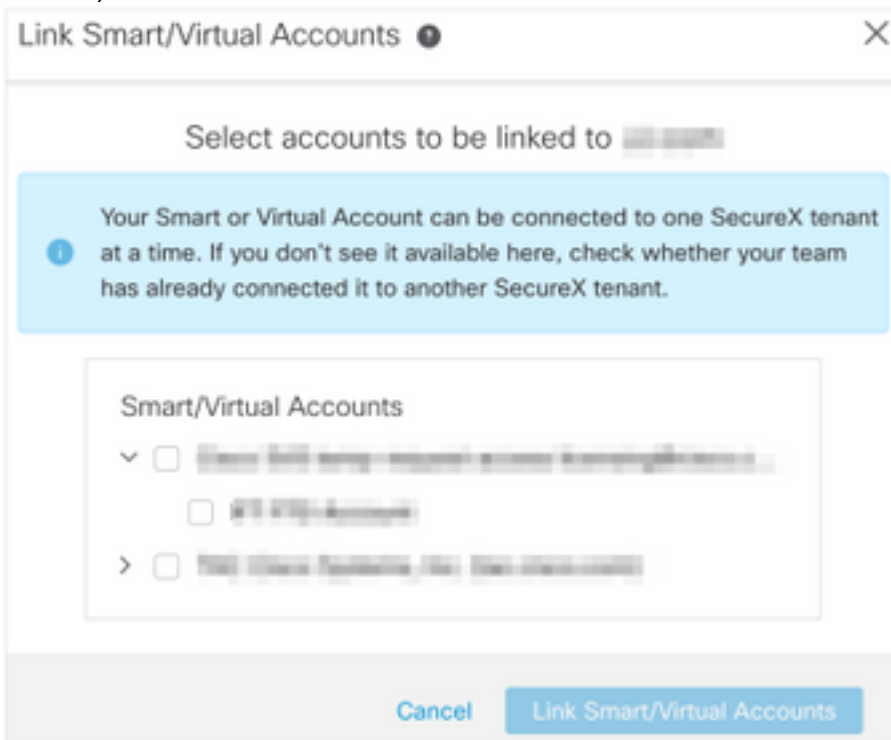 Link Smart/Virtual Accounts ?
Select accounts to be linked to
Your Smart or Virtual Account can be connected to one SecureX tenant
at a time. If you don't see it available here, check whether your team
has already connected it to another SecureX tenant.
Smart/Virtual Accounts
Cancel
Link Smart/Virtual Accounts